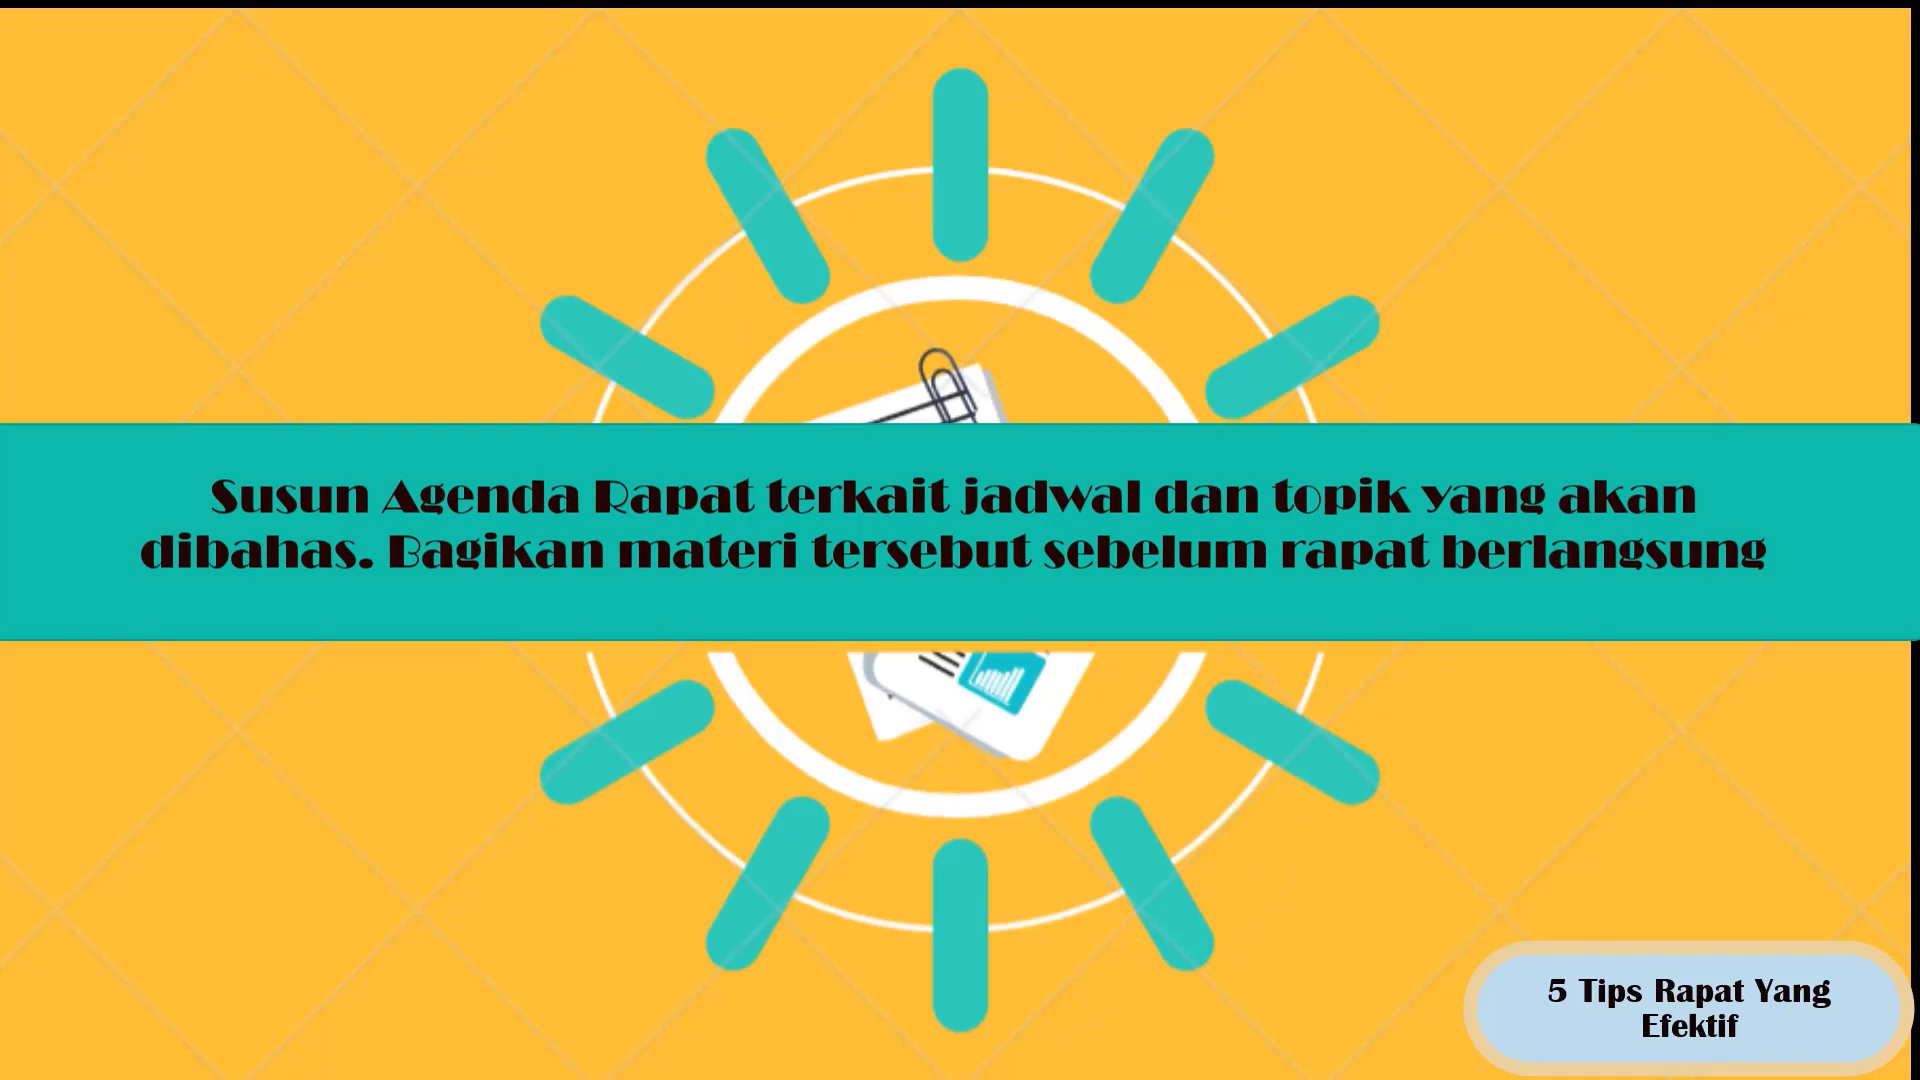 Susun Agenda Rapat terkait jadwal dan topik yang akan
dibahas. Bagikan materi tersebut sebelum rapat berlangsung
5 Tips Rapat Yang
Efektif